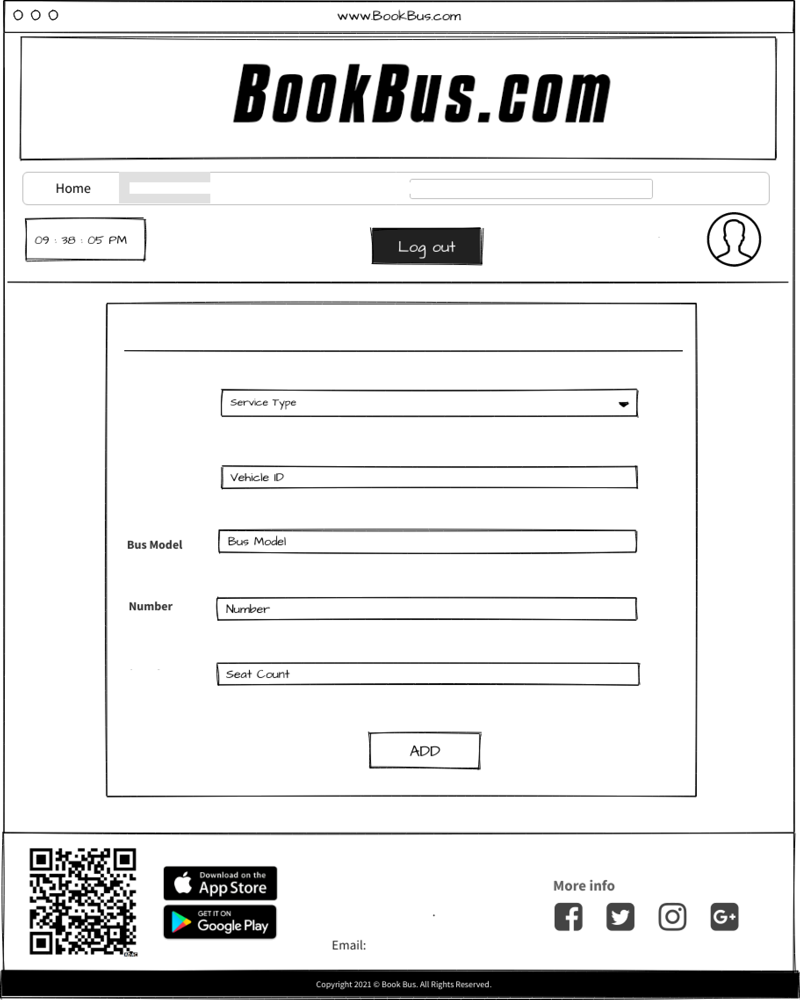 www.BookBus.com
BookBus.com
Home
09 : 38 : 05 PM
Log out
Service Type
Vehicle ID
Bus Model
Bus Model
Number
Number
Seat Count
ADD
Download on the
App Store
GET IT ON
Google Play
More info
Email:
Copyright 2021 © Book Bus. All Rights Reserved.